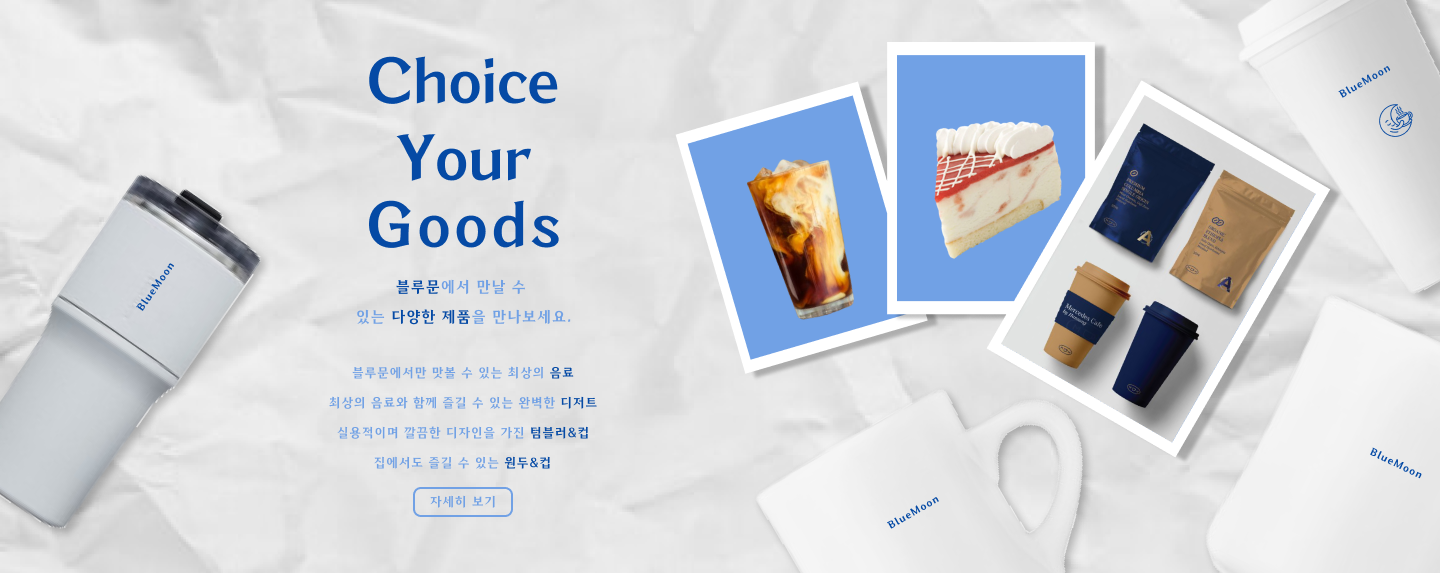 Choice
Your
Goods
블루문에서 만날 수
있는 다양한 제품을 만나보세요.
블루문에서만 맛볼 수 있는 최상의 음료
최상의 음료와 함께 즐길 수 있는 완벽한 디저트
실용적이며 깔끔한 디자인을 가진 텀블러&컵
집에서도 즐길 수 있는 원두&컵
자세히 보기
BlueMoon
BlueMoon
Mercedes Cafe
BlueMoon
BlueMoon